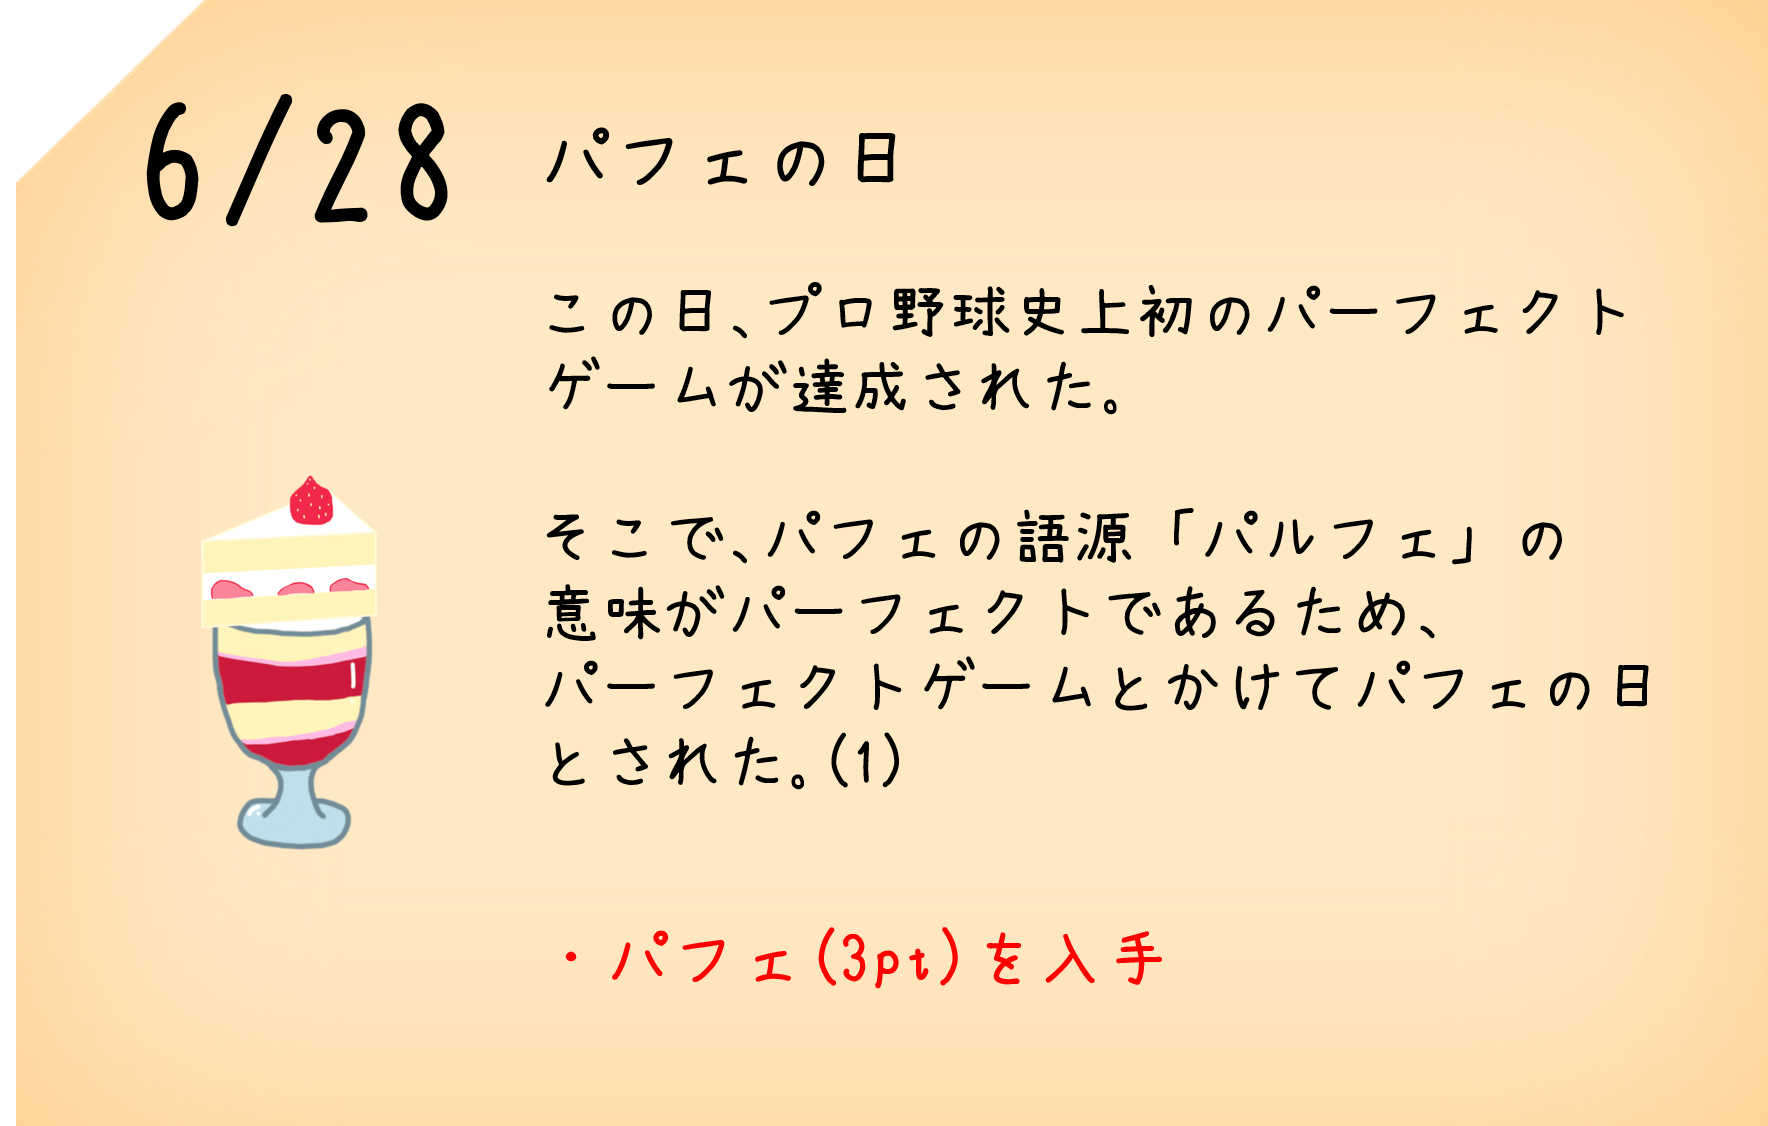 6/28 パフェの日
この日、プロ野球史上初のパーフェクト
ゲームが達成された。
そこで、パフェの語源「パルフェ」の
意味がパーフェクトであるため、
パーフェクトゲームとかけてパフェの日
とされた。(1)
・パフェ(3pt)を入手